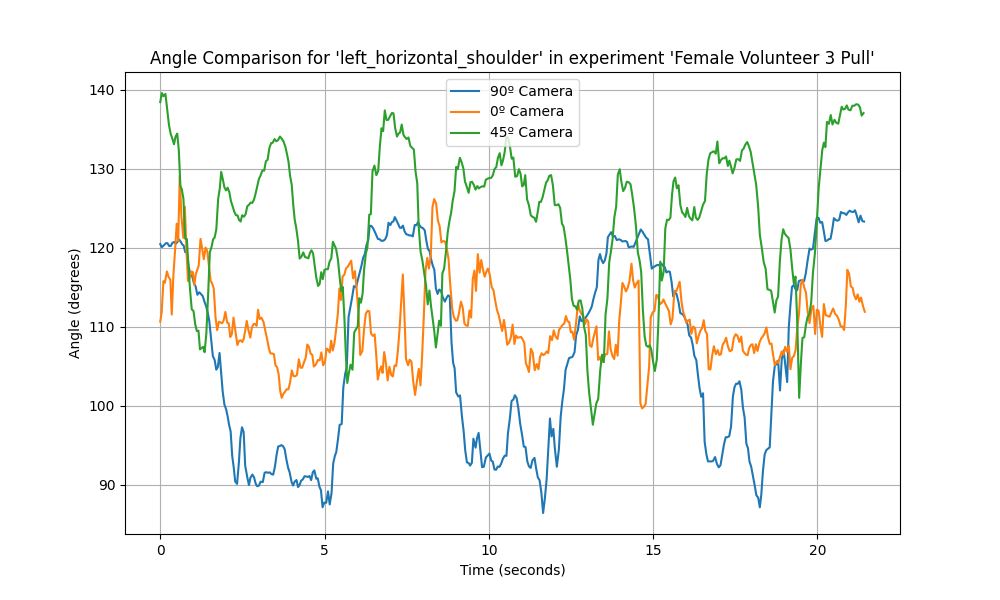 Angle Comparison for 'left_horizontal_shoulder' in experiment 'Female Volunteer 3 Pull'
90º Camera
0º Camera
45º Camera
140
130
120
110
100
90
Angle (degrees)
0
5
10
15
20
Time (seconds)